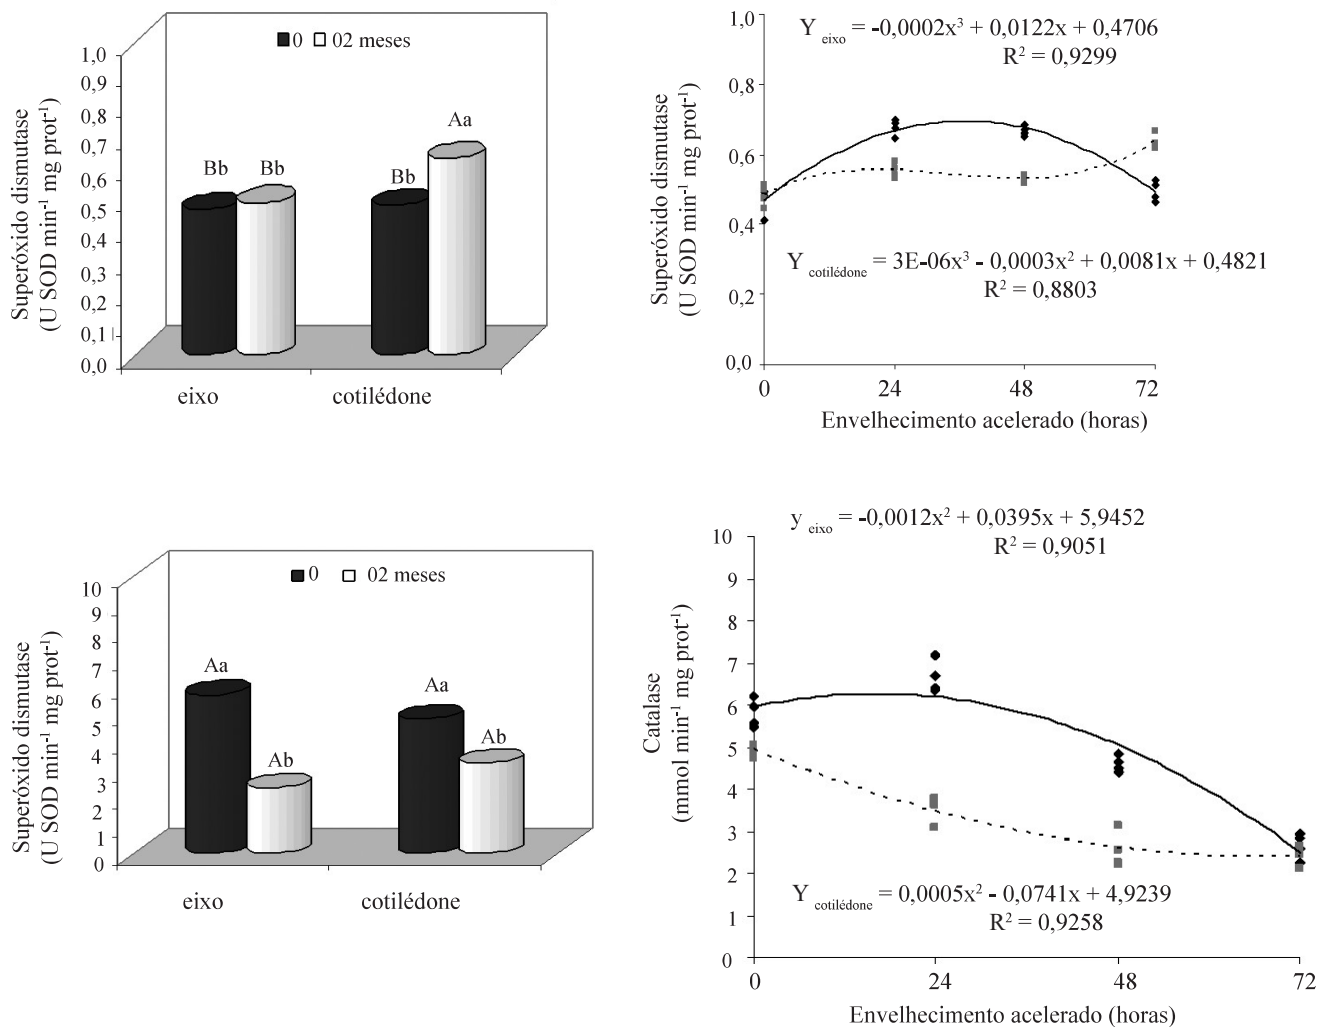 0 02 meses
Superóxido dismutase
(U SOD min⁻¹ mg prot⁻¹)
1,0
0,9
0,8
0,7
0,6
0,5
0,4
0,3
0,2
0,1
0,0
Bb Bb Bb Aa
eixo cotilédone
Y eixo = -0,0002x³ + 0,0122x + 0,4706
R² = 0,9299
Superóxido dismutase
(U SOD min⁻¹ mg prot⁻¹)
1,0
0,8
0,6
0,4
0,2
0,0
Y cotilédone = 3E-06x³ - 0,0003x² + 0,0081x + 0,4821
R² = 0,8803
0 24 48 72
Envelhecimento acelerado (horas)
0 02 meses
Superóxido dismutase
(U SOD min⁻¹ mg prot⁻¹)
10
9
8
7
6
5
4
3
2
1
0
Aa Ab Aa Ab
eixo cotilédone
y eixo = -0,0012x² + 0,0395x + 5,9452
R² = 0,9051
Catalase
(mmol min⁻¹ mg prot⁻¹)
10
9
8
7
6
5
4
3
2
1
0
Y cotilédone = 0,0005x² - 0,0741x + 4,9239
R² = 0,9258
0 24 48 72
Envelhecimento acelerado (horas)